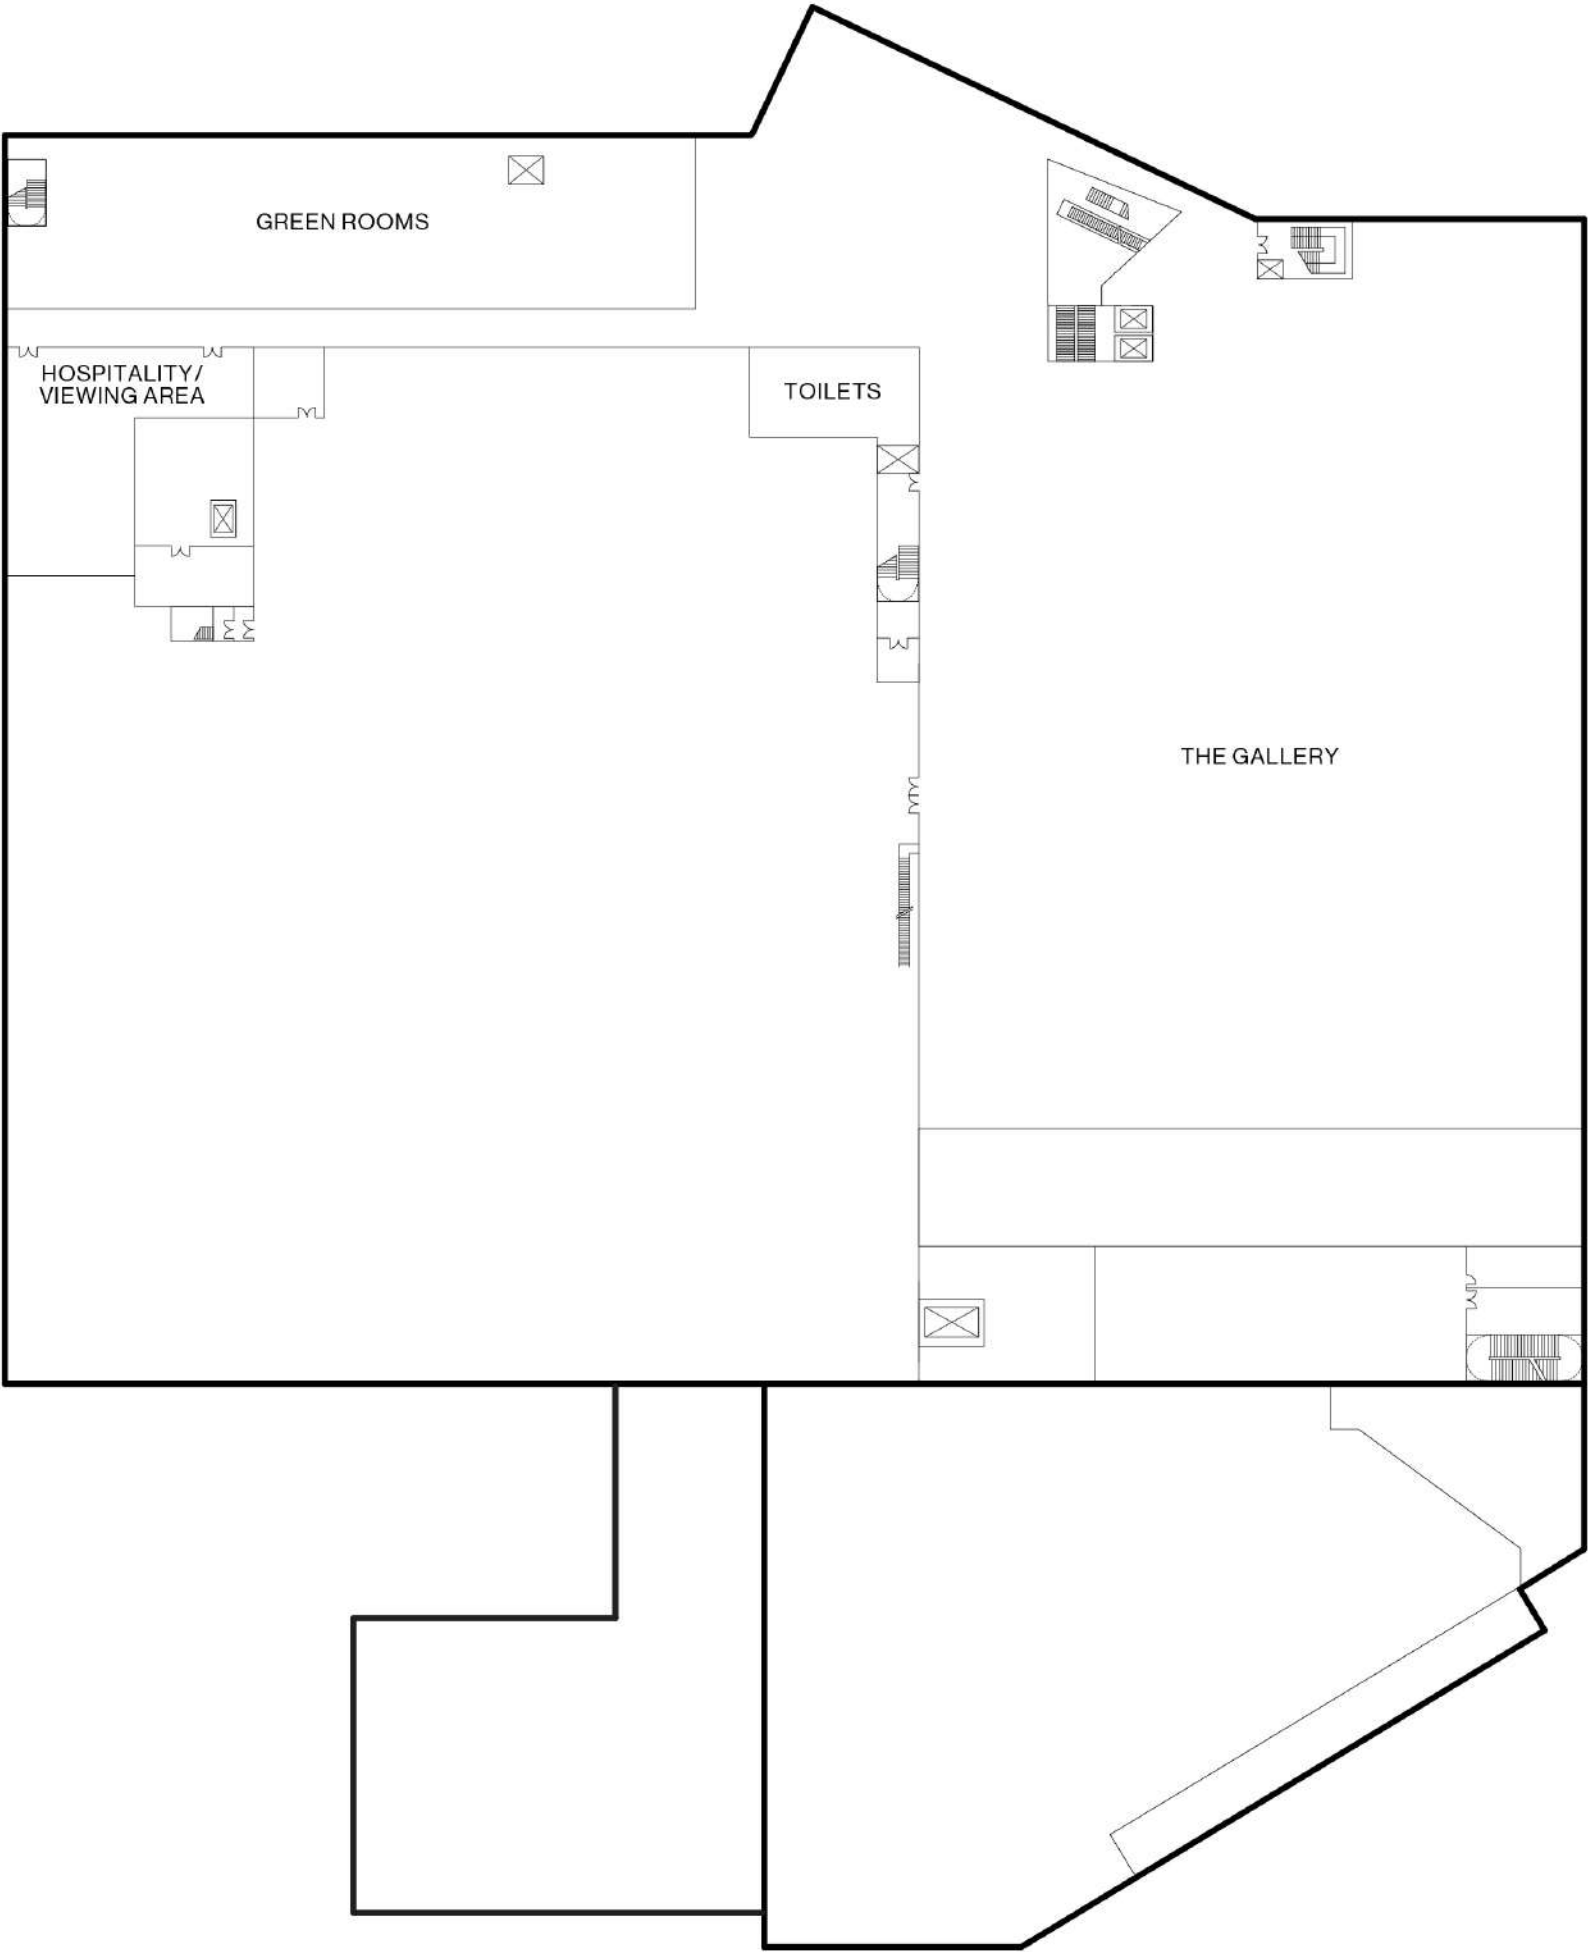 GREEN ROOMS
HOSPITALITY/
VIEWING AREA
TOILETS
THE GALLERY